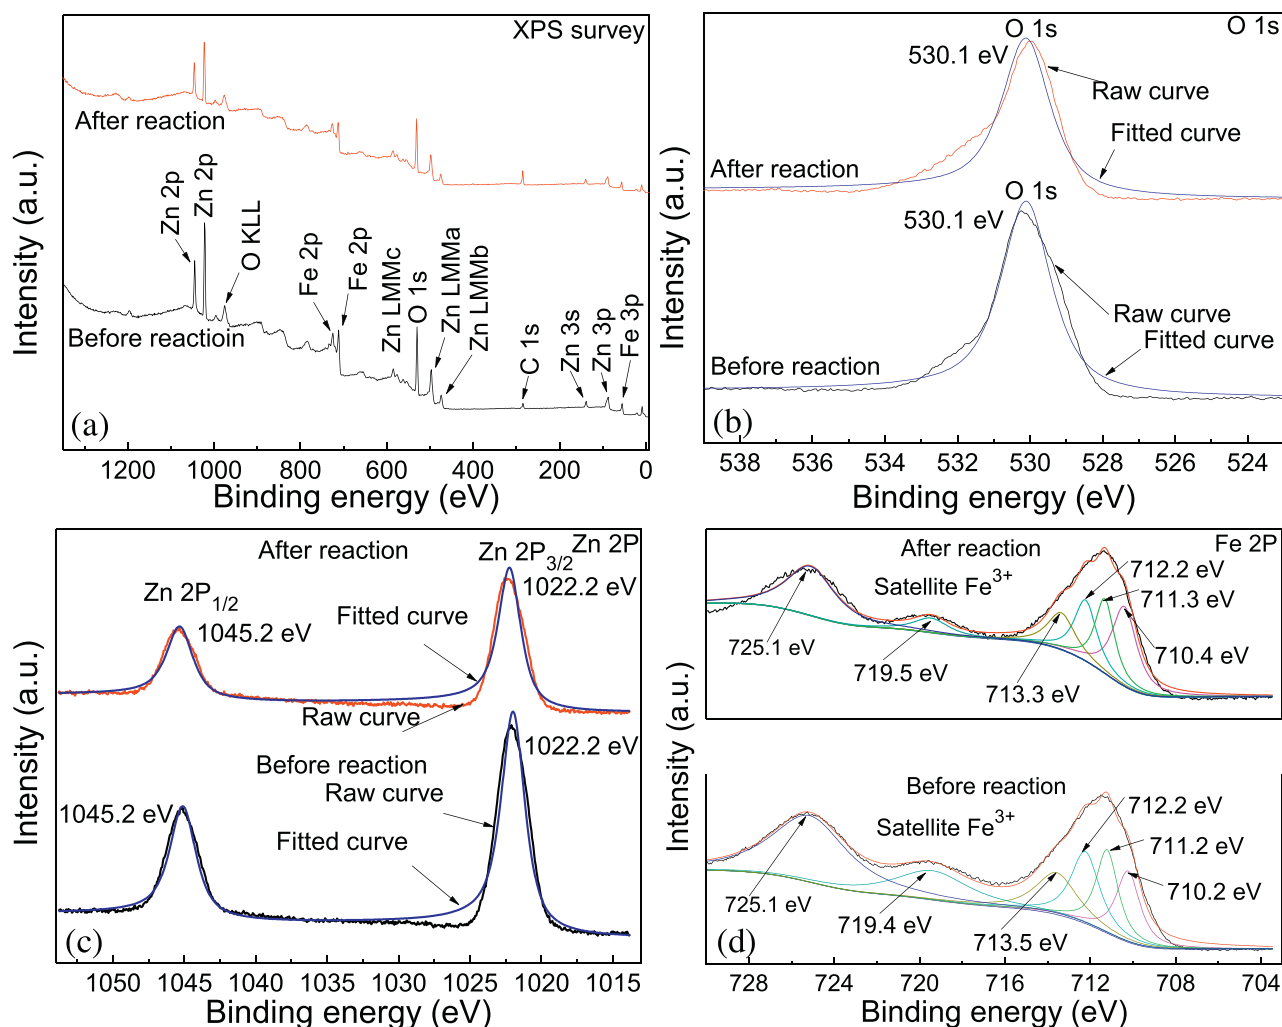 XPS survey
After reaction
Zn 2p
Zn 2p
O KLL
Fe 2p
Fe 2p
Zn LMMc
O 1s
Zn LMMa
Zn LMMb
C 1s
Zn 3s
Zn 3p
Fe 3p
Before reactioin
(a)
1200 1000 800 600 400 200 0
Binding energy (eV)
Intensity (a.u.)
O 1s
O 1s
530.1 eV
Raw curve
Fitted curve
After reaction
O 1s
530.1 eV
Raw curve
Fitted curve
Before reaction
(b)
538 536 534 532 530 528 526 524
Binding energy (eV)
Intensity (a.u.)
After reaction
Zn 2P3/2
Zn 2P
1022.2 eV
Zn 2P1/2
1045.2 eV
Fitted curve
Raw curve
Before reaction
1022.2 eV
Raw curve
1045.2 eV
Fitted curve
(c)
1050 1045 1040 1035 1030 1025 1020 1015
Binding energy (eV)
Intensity (a.u.)
After reaction
Fe 2P
Satellite Fe3+
712.2 eV
711.3 eV
725.1 eV
719.5 eV
710.4 eV
713.3 eV
Before reaction
Satellite Fe3+
712.2 eV
711.2 eV
710.2 eV
725.1 eV
719.4 eV
713.5 eV
(d)
728 724 720 716 712 708 704
Binding energy (eV)
Intensity (a.u.)